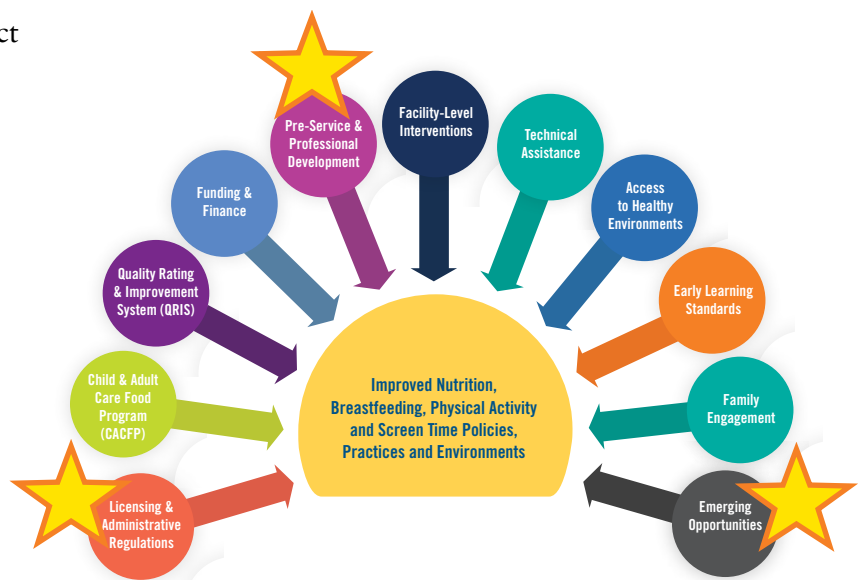 ct
Pre-Service &
Professional
Development
Facility-Level
Interventions
Technical
Assistance
Funding &
Finance
Access
to Healthy
Environments
Quality Rating
& Improvement
System (QRIS)
Early Learning
Standards
Child & Adult
Care Food
Program
(CACFP)
Improved Nutrition,
Breastfeeding, Physical Activity
and Screen Time Policies,
Practices and Environments
Family
Engagement
Licensing &
Administrative
Regulations
Emerging
Opportunities